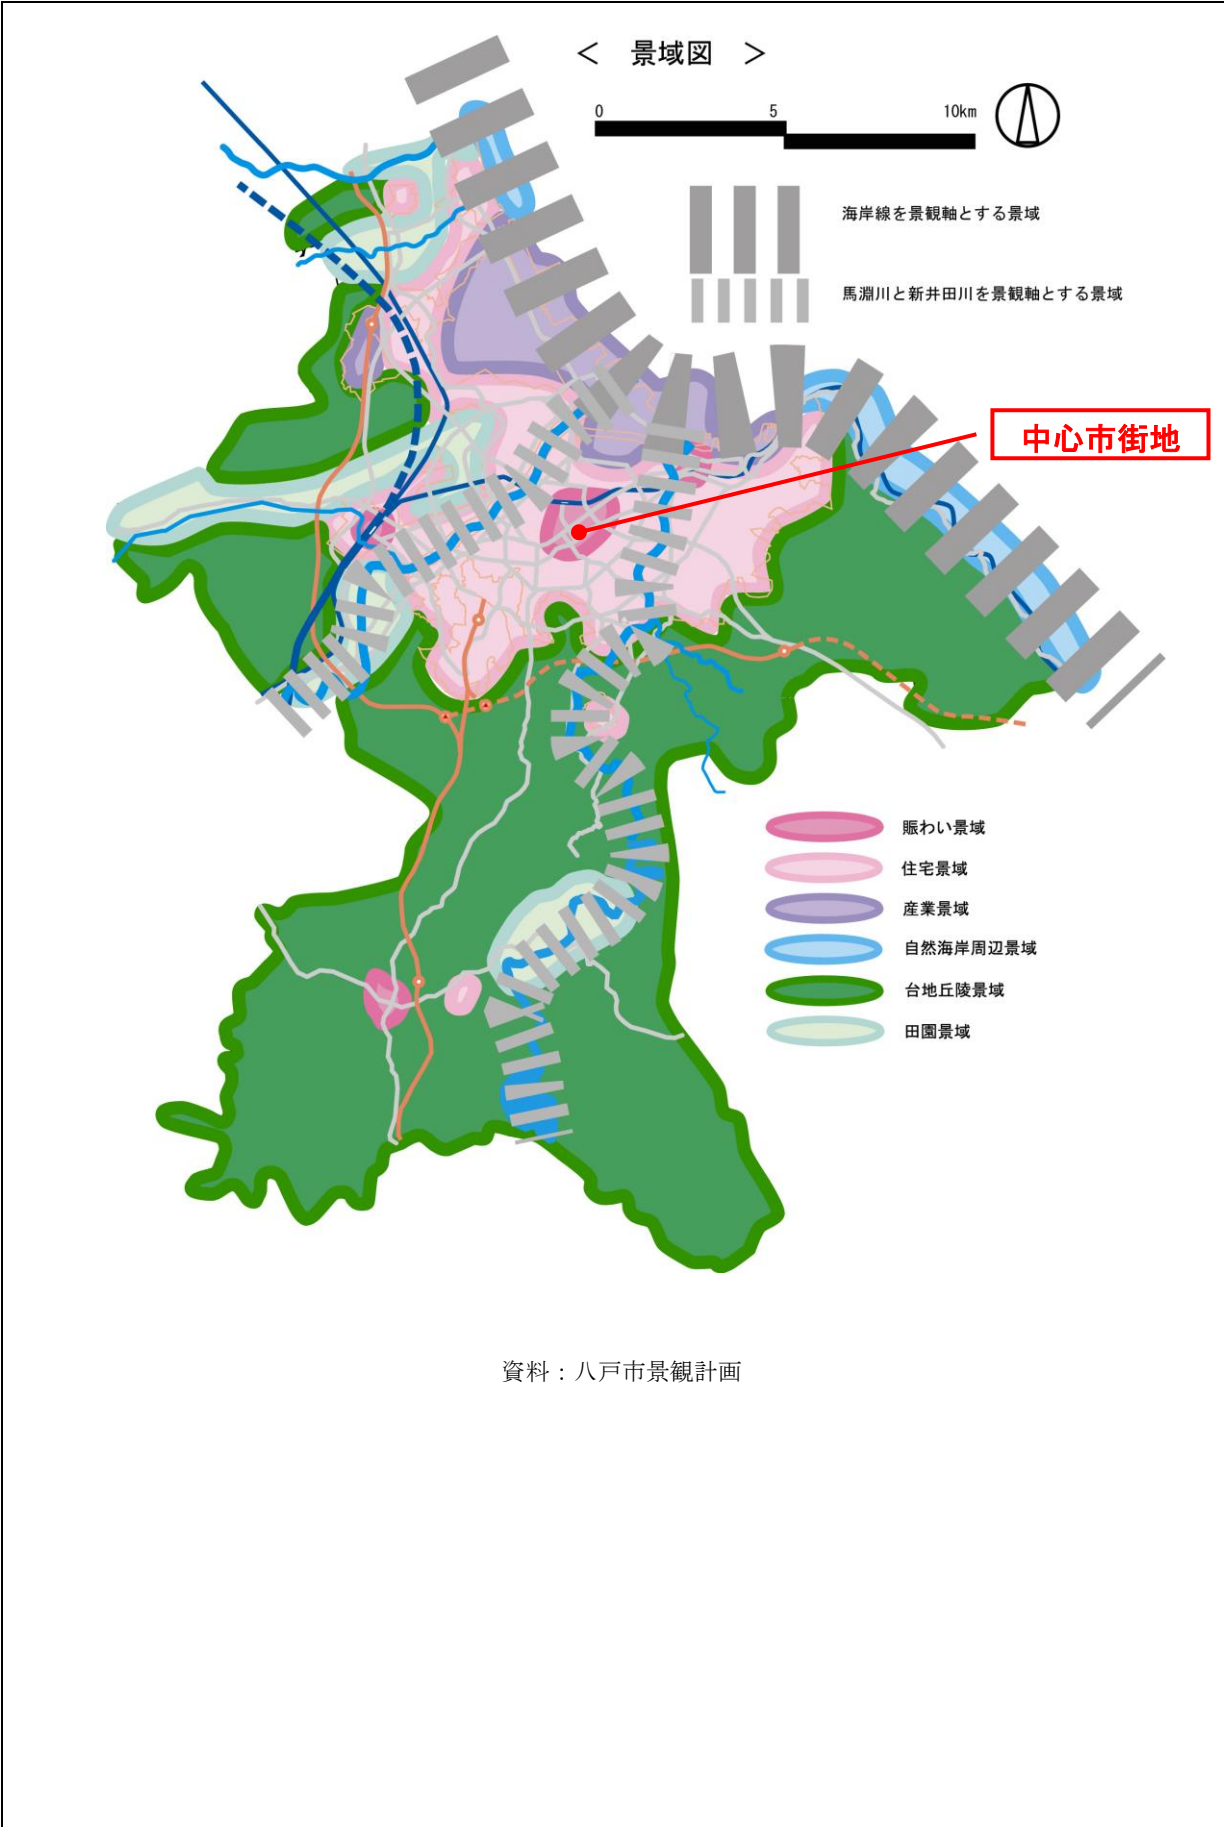 ＜　景域図　＞
0 5 10km
海岸線を景観軸とする景域
馬淵川と新井田川を景観軸とする景域
中心市街地
賑わい景域
住宅景域
産業景域
自然海岸周辺景域
台地丘陵景域
田園景域
資料：八戸市景観計画